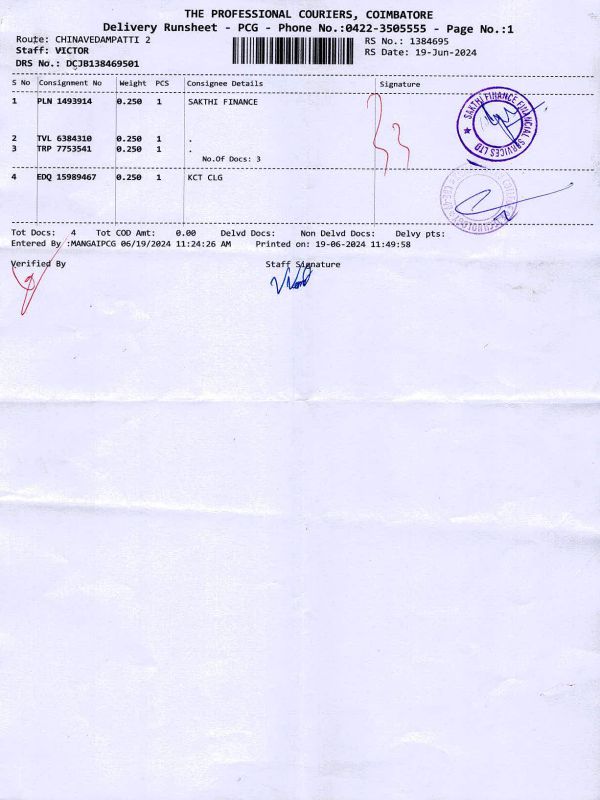 THE PROFESSIONAL COURIERS, COIMBATORE
Delivery Runsheet - PCG - Phone No.:0422-3505555 - Page No.:1
Route: CHINAVEDAMPATTI 2
RS No.: 1384695
Staff: VICTOR
RS Date: 19-Jun-2024
DRS No.: DCJB138469501
S No Consignment No Weight PCS Consignee Details Signature
1 PLN 1493914 0.250 1 SAKTHI FINANCE
SAKTHI FINANCE FINANCIAL SERVICES LTD
2 TVL 6384310 0.250 1 .
3 TRP 7753541 0.250 1 .
No.Of Docs: 3
4 EDQ 15989467 0.250 1 KCT CLG
Tot Docs: 4 Tot COD Amt: 0.00 Delvd Docs: Non Delvd Docs: Delvy pts:
Entered By :MANGAIPCG 06/19/2024 11:24:26 AM Printed on: 19-06-2024 11:49:58
Verified By Staff Signature